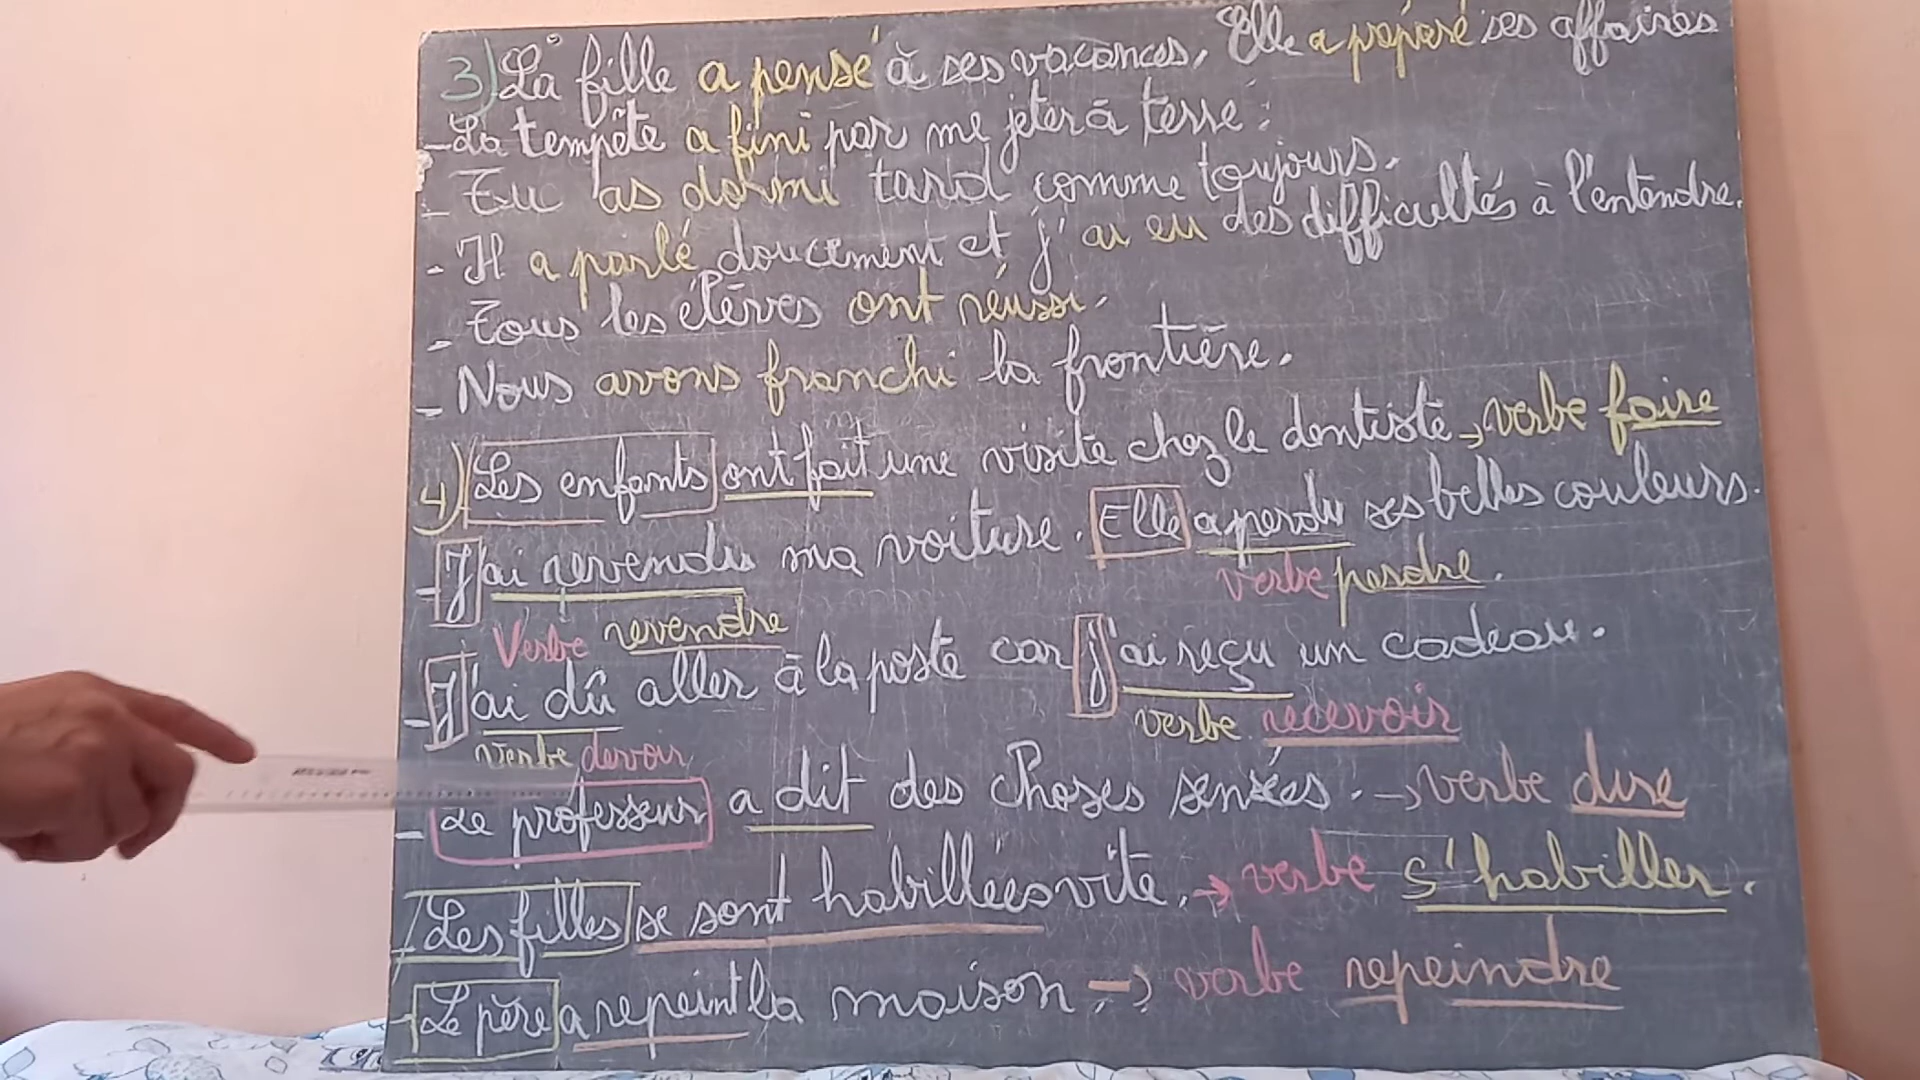 3) La fille a pensé à ses vacances. Elle a préparé ses affaires
- La tempête a fini par me jeter à terre.
- Tu as dormi tard comme toujours.
- Il a parlé doucement et j'ai eu des difficultés à l'entendre.
- Tous les élèves ont réussi.
- Nous avons franchi la frontière.
4) Les enfants ont fait une visite chez le dentiste → verbe faire
- J'ai revendu ma voiture. Elle a perdu ses belles couleurs.
Verbe revendre verbe perdre.
- J'ai dû aller à la poste car j'ai reçu un cadeau.
verbe devoir verbe recevoir
- Le professeur a dit des choses sensées. → verbe dire
- Les filles se sont habillées vite. → verbe s'habiller.
- Le père a repeint la maison. → verbe repeindre